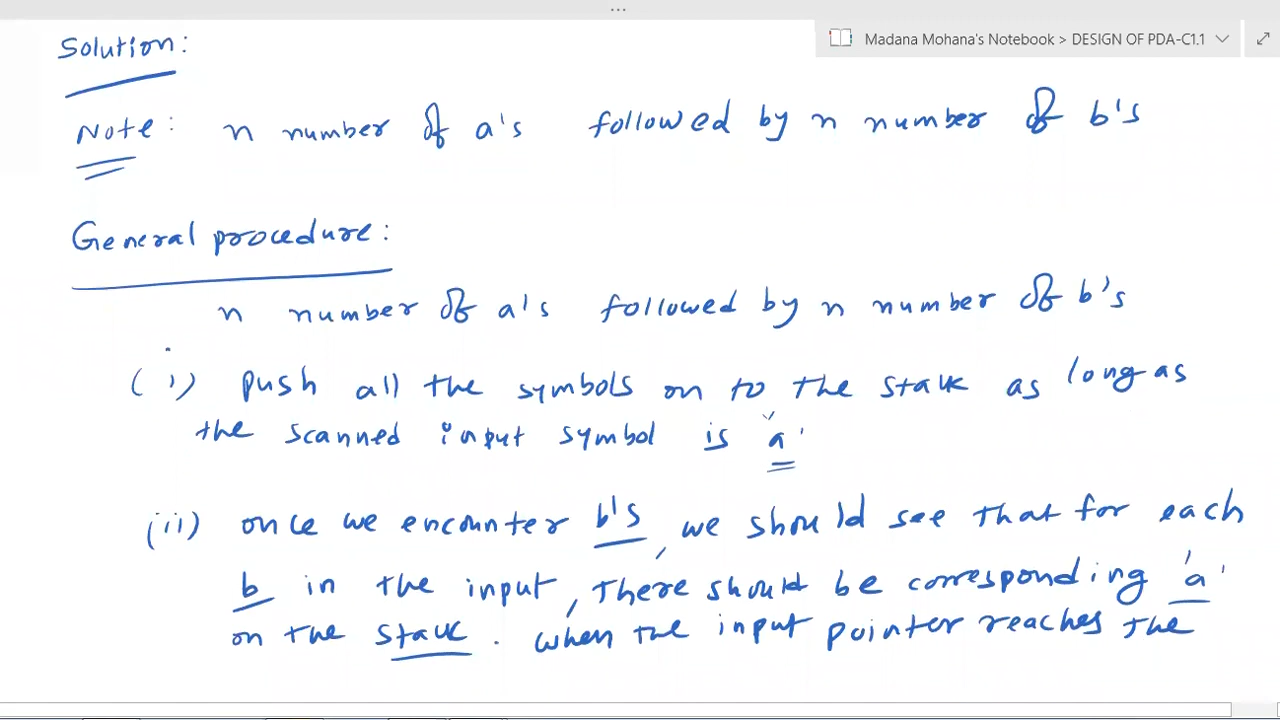 Solution:
Madana Mohana's Notebook > DESIGN OF PDA-C1.1
Note: n number of a's followed by n number of b's
General procedure:
n number of a's followed by n number of b's
(i) push all the symbols on to the stack as long as
the scanned input symbol is 'a'
(ii) once we encounter b's, we should see that for each
b in the input, there should be corresponding 'a'
on the stack. when the input pointer reaches the